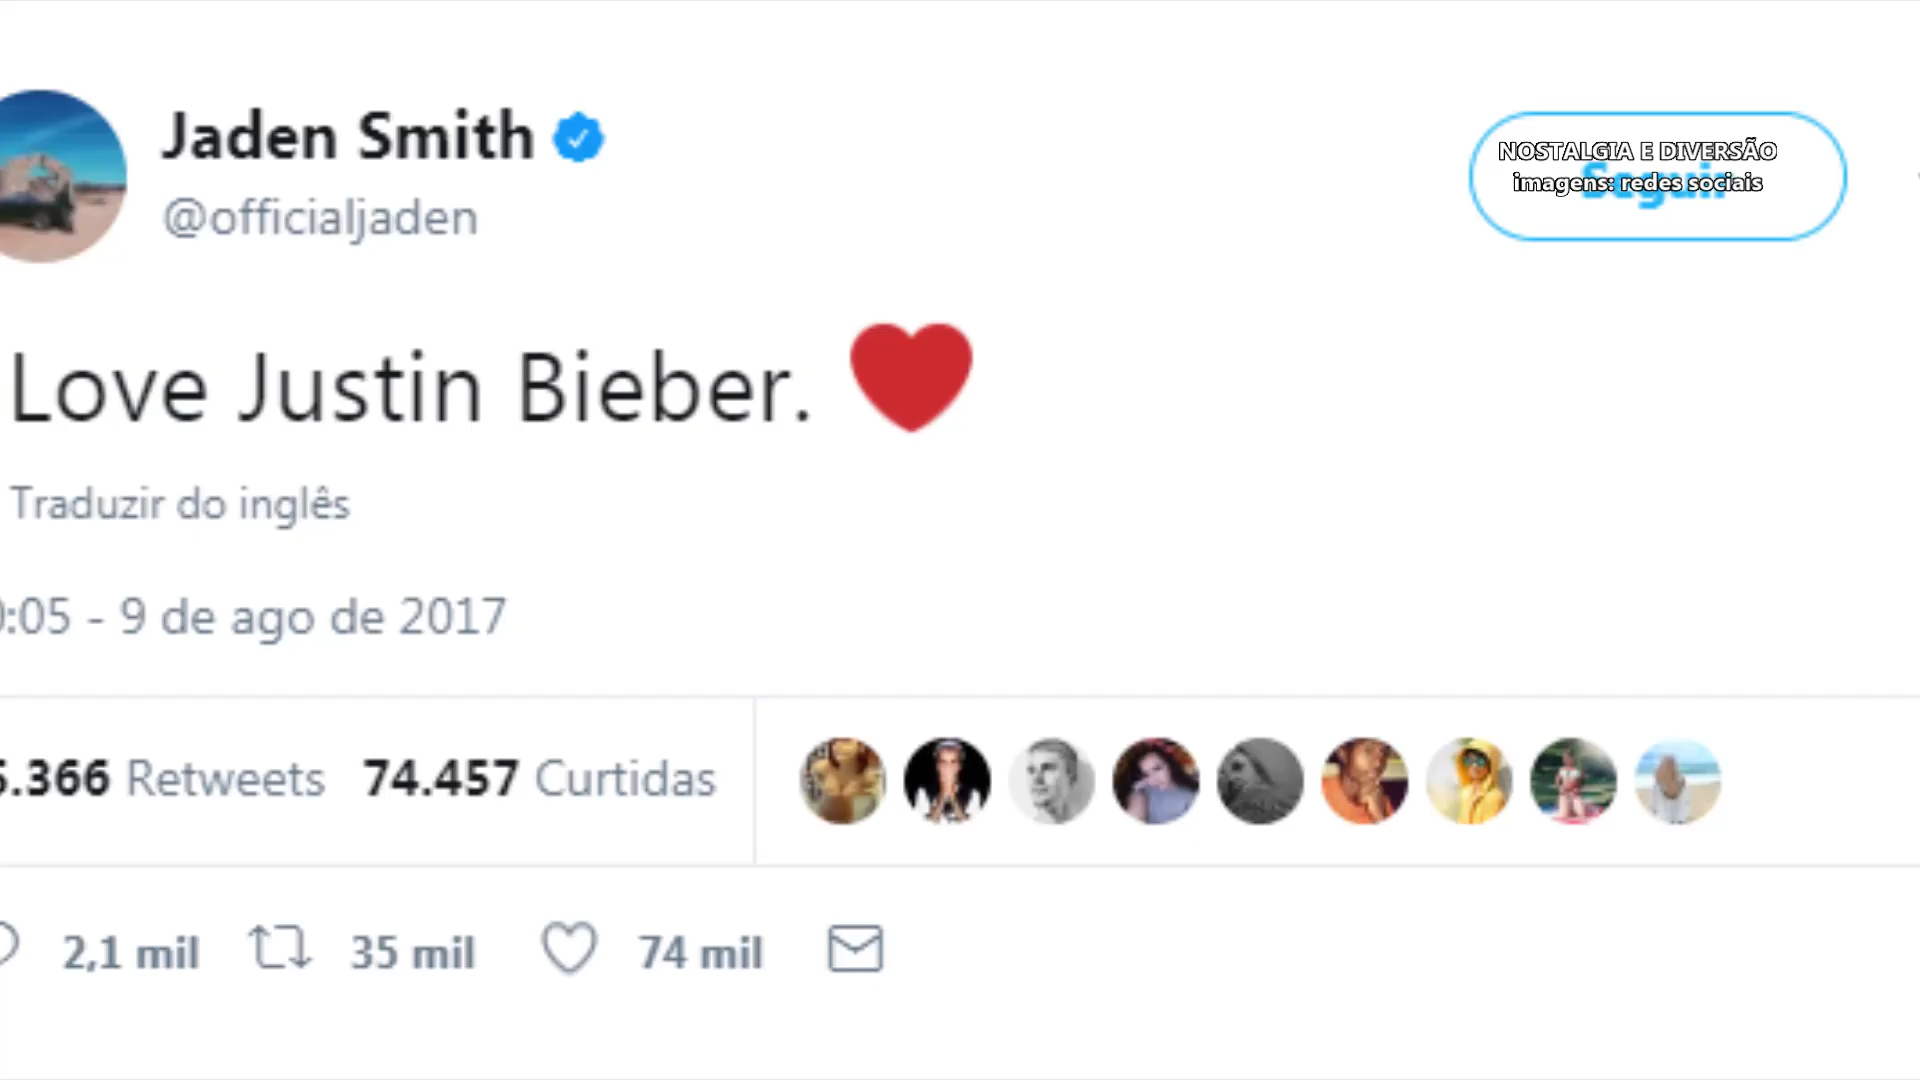 Jaden Smith
@officialjaden
NOSTALGIA E DIVERSÃO
imagens: redes sociais
Seguir
Love Justin Bieber. ❤
Traduzir do inglês
:05 - 9 de ago de 2017
.366 Retweets 74.457 Curtidas
2,1 mil 35 mil 74 mil